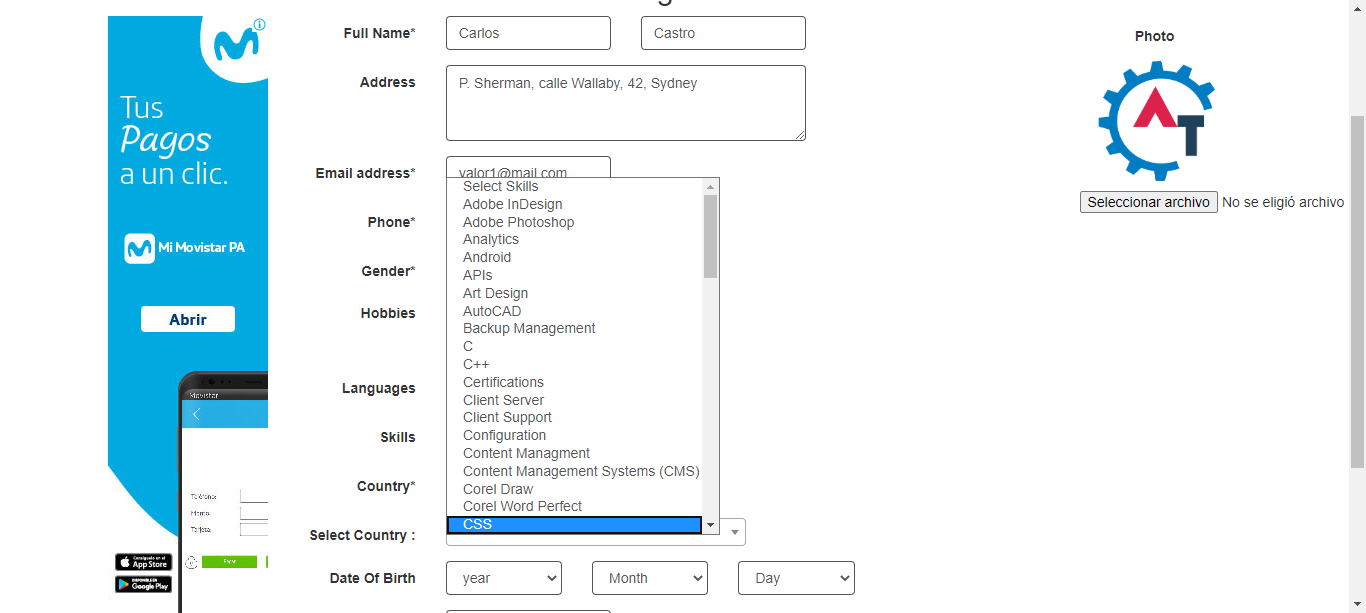 Full Name*
Carlos
Castro
Photo
Address
P. Sherman, calle Wallaby, 42, Sydney
Seleccionar archivo No se eligió archivo
Email address*
valor1@mail.com
Phone*
Gender*
Hobbies
Languages
Skills
Select Skills
Adobe InDesign
Adobe Photoshop
Analytics
Android
APIs
Art Design
AutoCAD
Backup Management
C
C++
Certifications
Client Server
Client Support
Configuration
Content Managment
Content Management Systems (CMS)
Corel Draw
Corel Word Perfect
CSS
Country*
Select Country :
Date Of Birth
year
Month
Day
Tus
Pagos
a un clic.
Mi Movistar PA
Abrir
Movistar
Teléfono:
Monto:
Tarjeta:
Consíguelo en el
App Store
DISPONIBLE EN
Google Play
AT